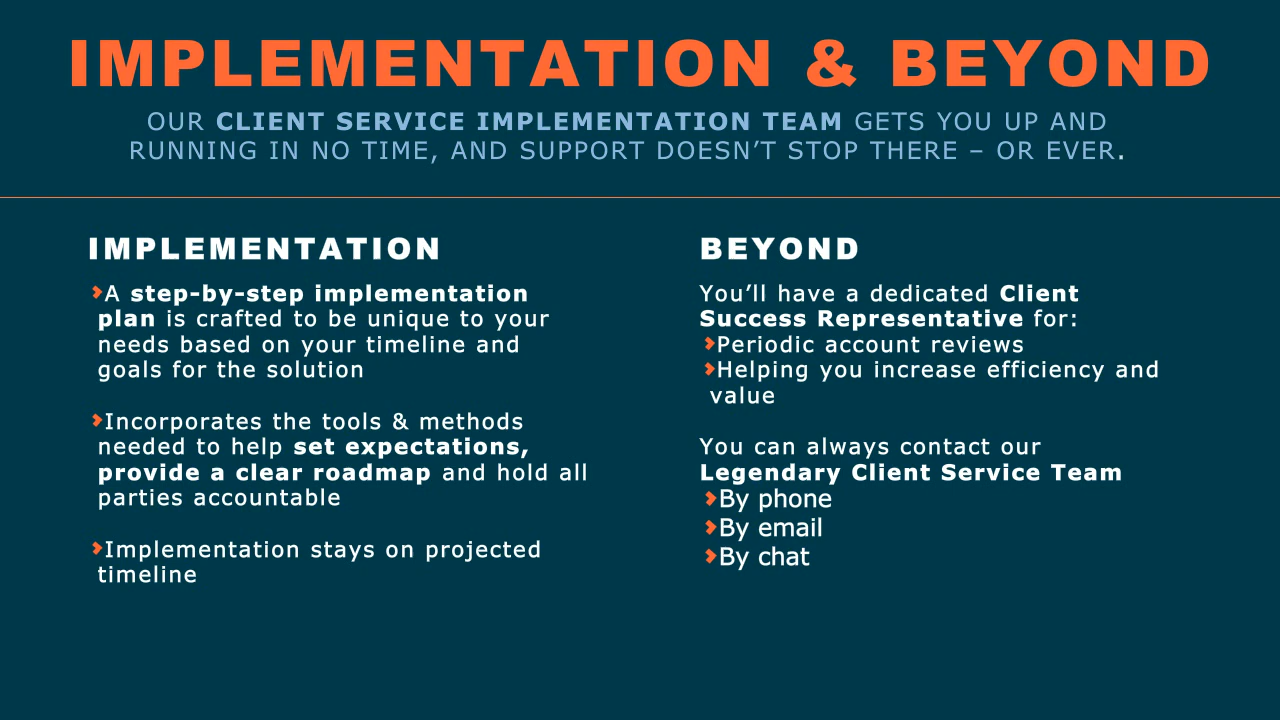 IMPLEMENTATION & BEYOND
OUR CLIENT SERVICE IMPLEMENTATION TEAM GETS YOU UP AND
RUNNING IN NO TIME, AND SUPPORT DOESN’T STOP THERE – OR EVER.
IMPLEMENTATION
A step-by-step implementation
plan is crafted to be unique to your
needs based on your timeline and
goals for the solution
Incorporates the tools & methods
needed to help set expectations,
provide a clear roadmap and hold all
parties accountable
Implementation stays on projected
timeline
BEYOND
You’ll have a dedicated Client
Success Representative for:
Periodic account reviews
Helping you increase efficiency and
value
You can always contact our
Legendary Client Service Team
By phone
By email
By chat